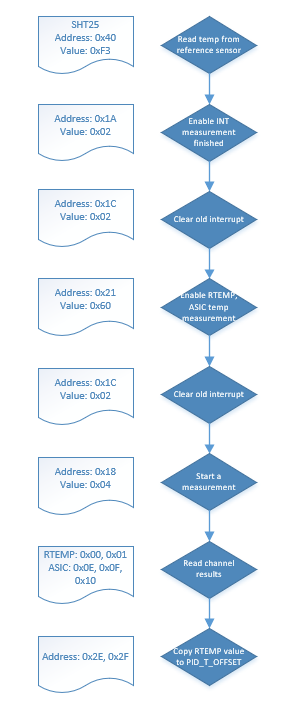 SHT25
Address: 0x40
Value: 0xF3
Read temp from
reference sensor
Address: 0x1A
Value: 0x02
Enable INT
measurement
finished
Address: 0x1C
Value: 0x02
Clear old interrupt
Address: 0x21
Value: 0x60
Enable RTEMP,
ASIC temp
measurement
Address: 0x1C
Value: 0x02
Clear old interrupt
Address: 0x18
Value: 0x04
Start a
measurement
RTEMP: 0x00, 0x01
ASIC: 0x0E, 0x0F,
0x10
Read channel
results
Address: 0x2E, 0x2F
Copy RTEMP value
to PID_T_OFFSET